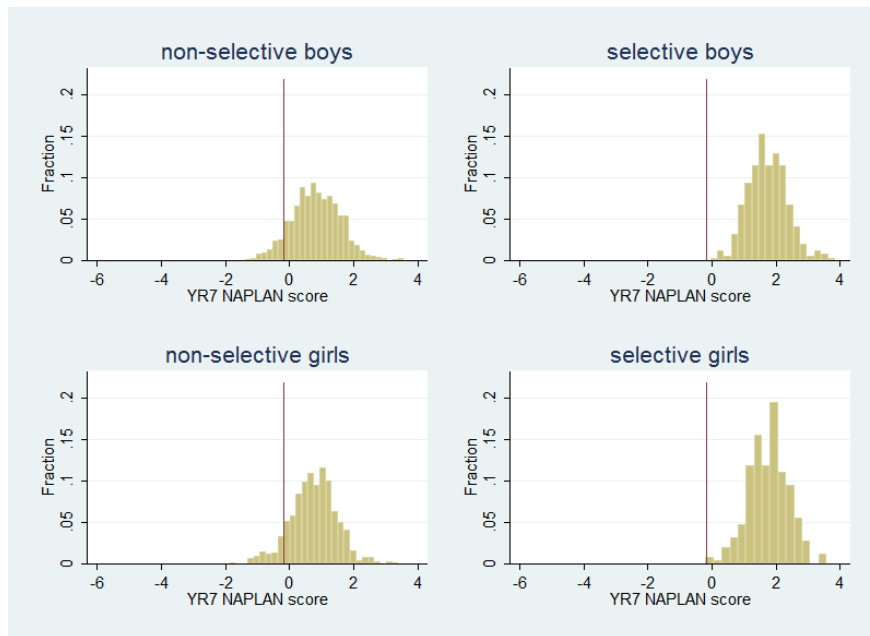 non-selective boys
Fraction
.2
.15
.1
.05
0
-6 -4 -2 0 2 4
YR7 NAPLAN score
selective boys
Fraction
.2
.15
.1
.05
0
-6 -4 -2 0 2 4
YR7 NAPLAN score
non-selective girls
Fraction
.2
.15
.1
.05
0
-6 -4 -2 0 2 4
YR7 NAPLAN score
selective girls
Fraction
.2
.15
.1
.05
0
-6 -4 -2 0 2 4
YR7 NAPLAN score